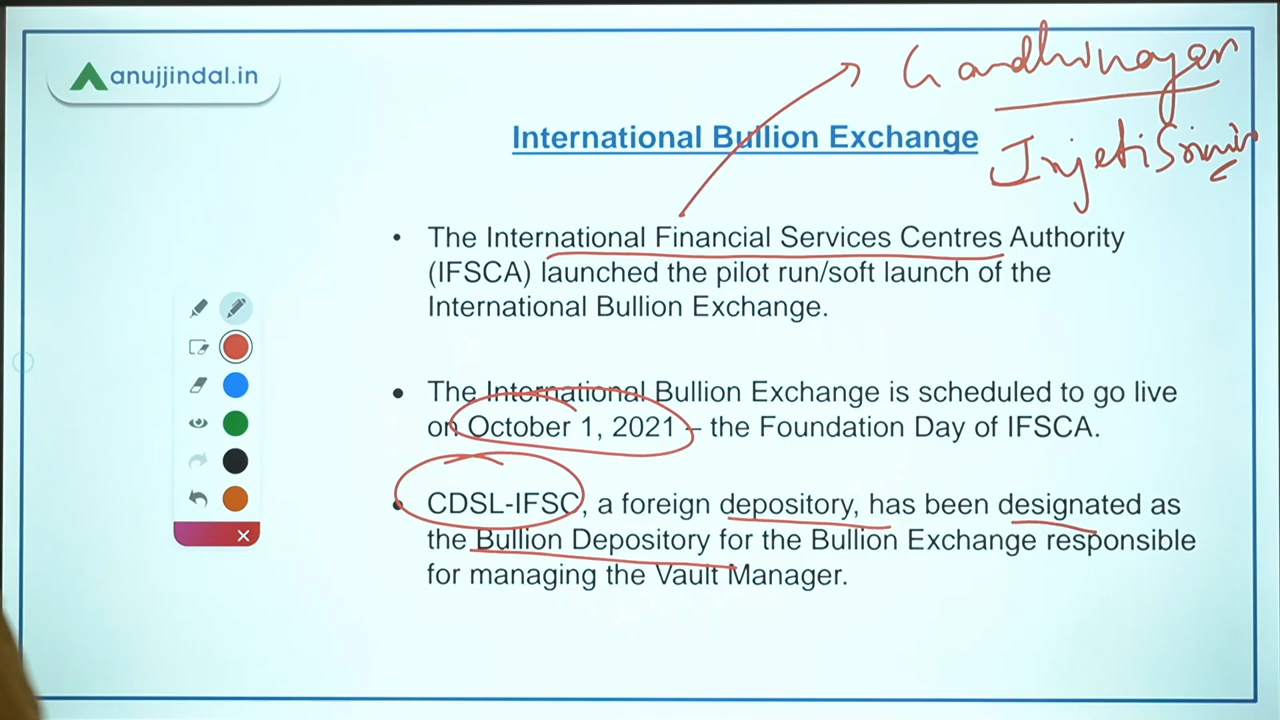 anujjindal.in
Gandhinagar
International Bullion Exchange
Injeti
• The International Financial Services Centres Authority
(IFSCA) launched the pilot run/soft launch of the
International Bullion Exchange.
• The International Bullion Exchange is scheduled to go live
on October 1, 2021 – the Foundation Day of IFSCA.
• CDSL-IFSC, a foreign depository, has been designated as
the Bullion Depository for the Bullion Exchange responsible
for managing the Vault Manager.